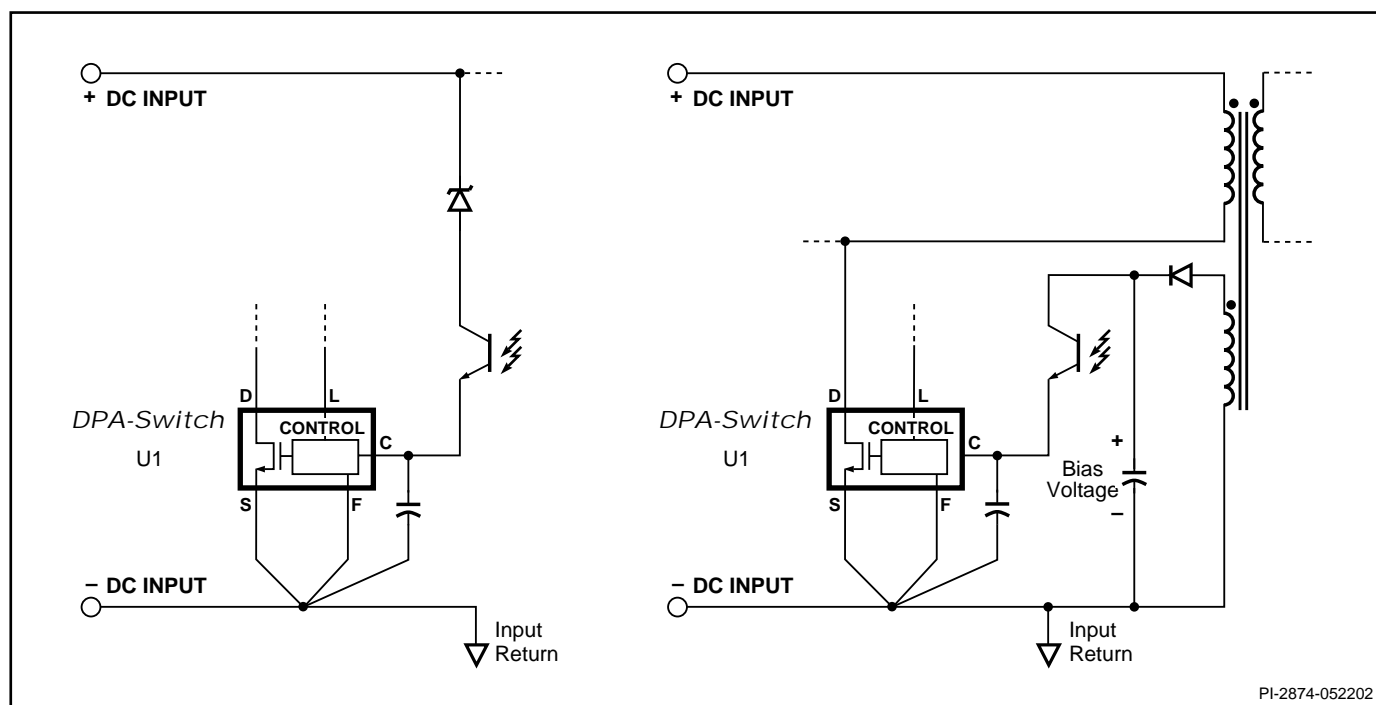 + DC INPUT
D
L
DPA-Switch
U1
CONTROL
C
S
F
– DC INPUT
Input
Return
+ DC INPUT
D
L
DPA-Switch
U1
CONTROL
C
S
F
+
Bias
Voltage
–
– DC INPUT
Input
Return
PI-2874-052202